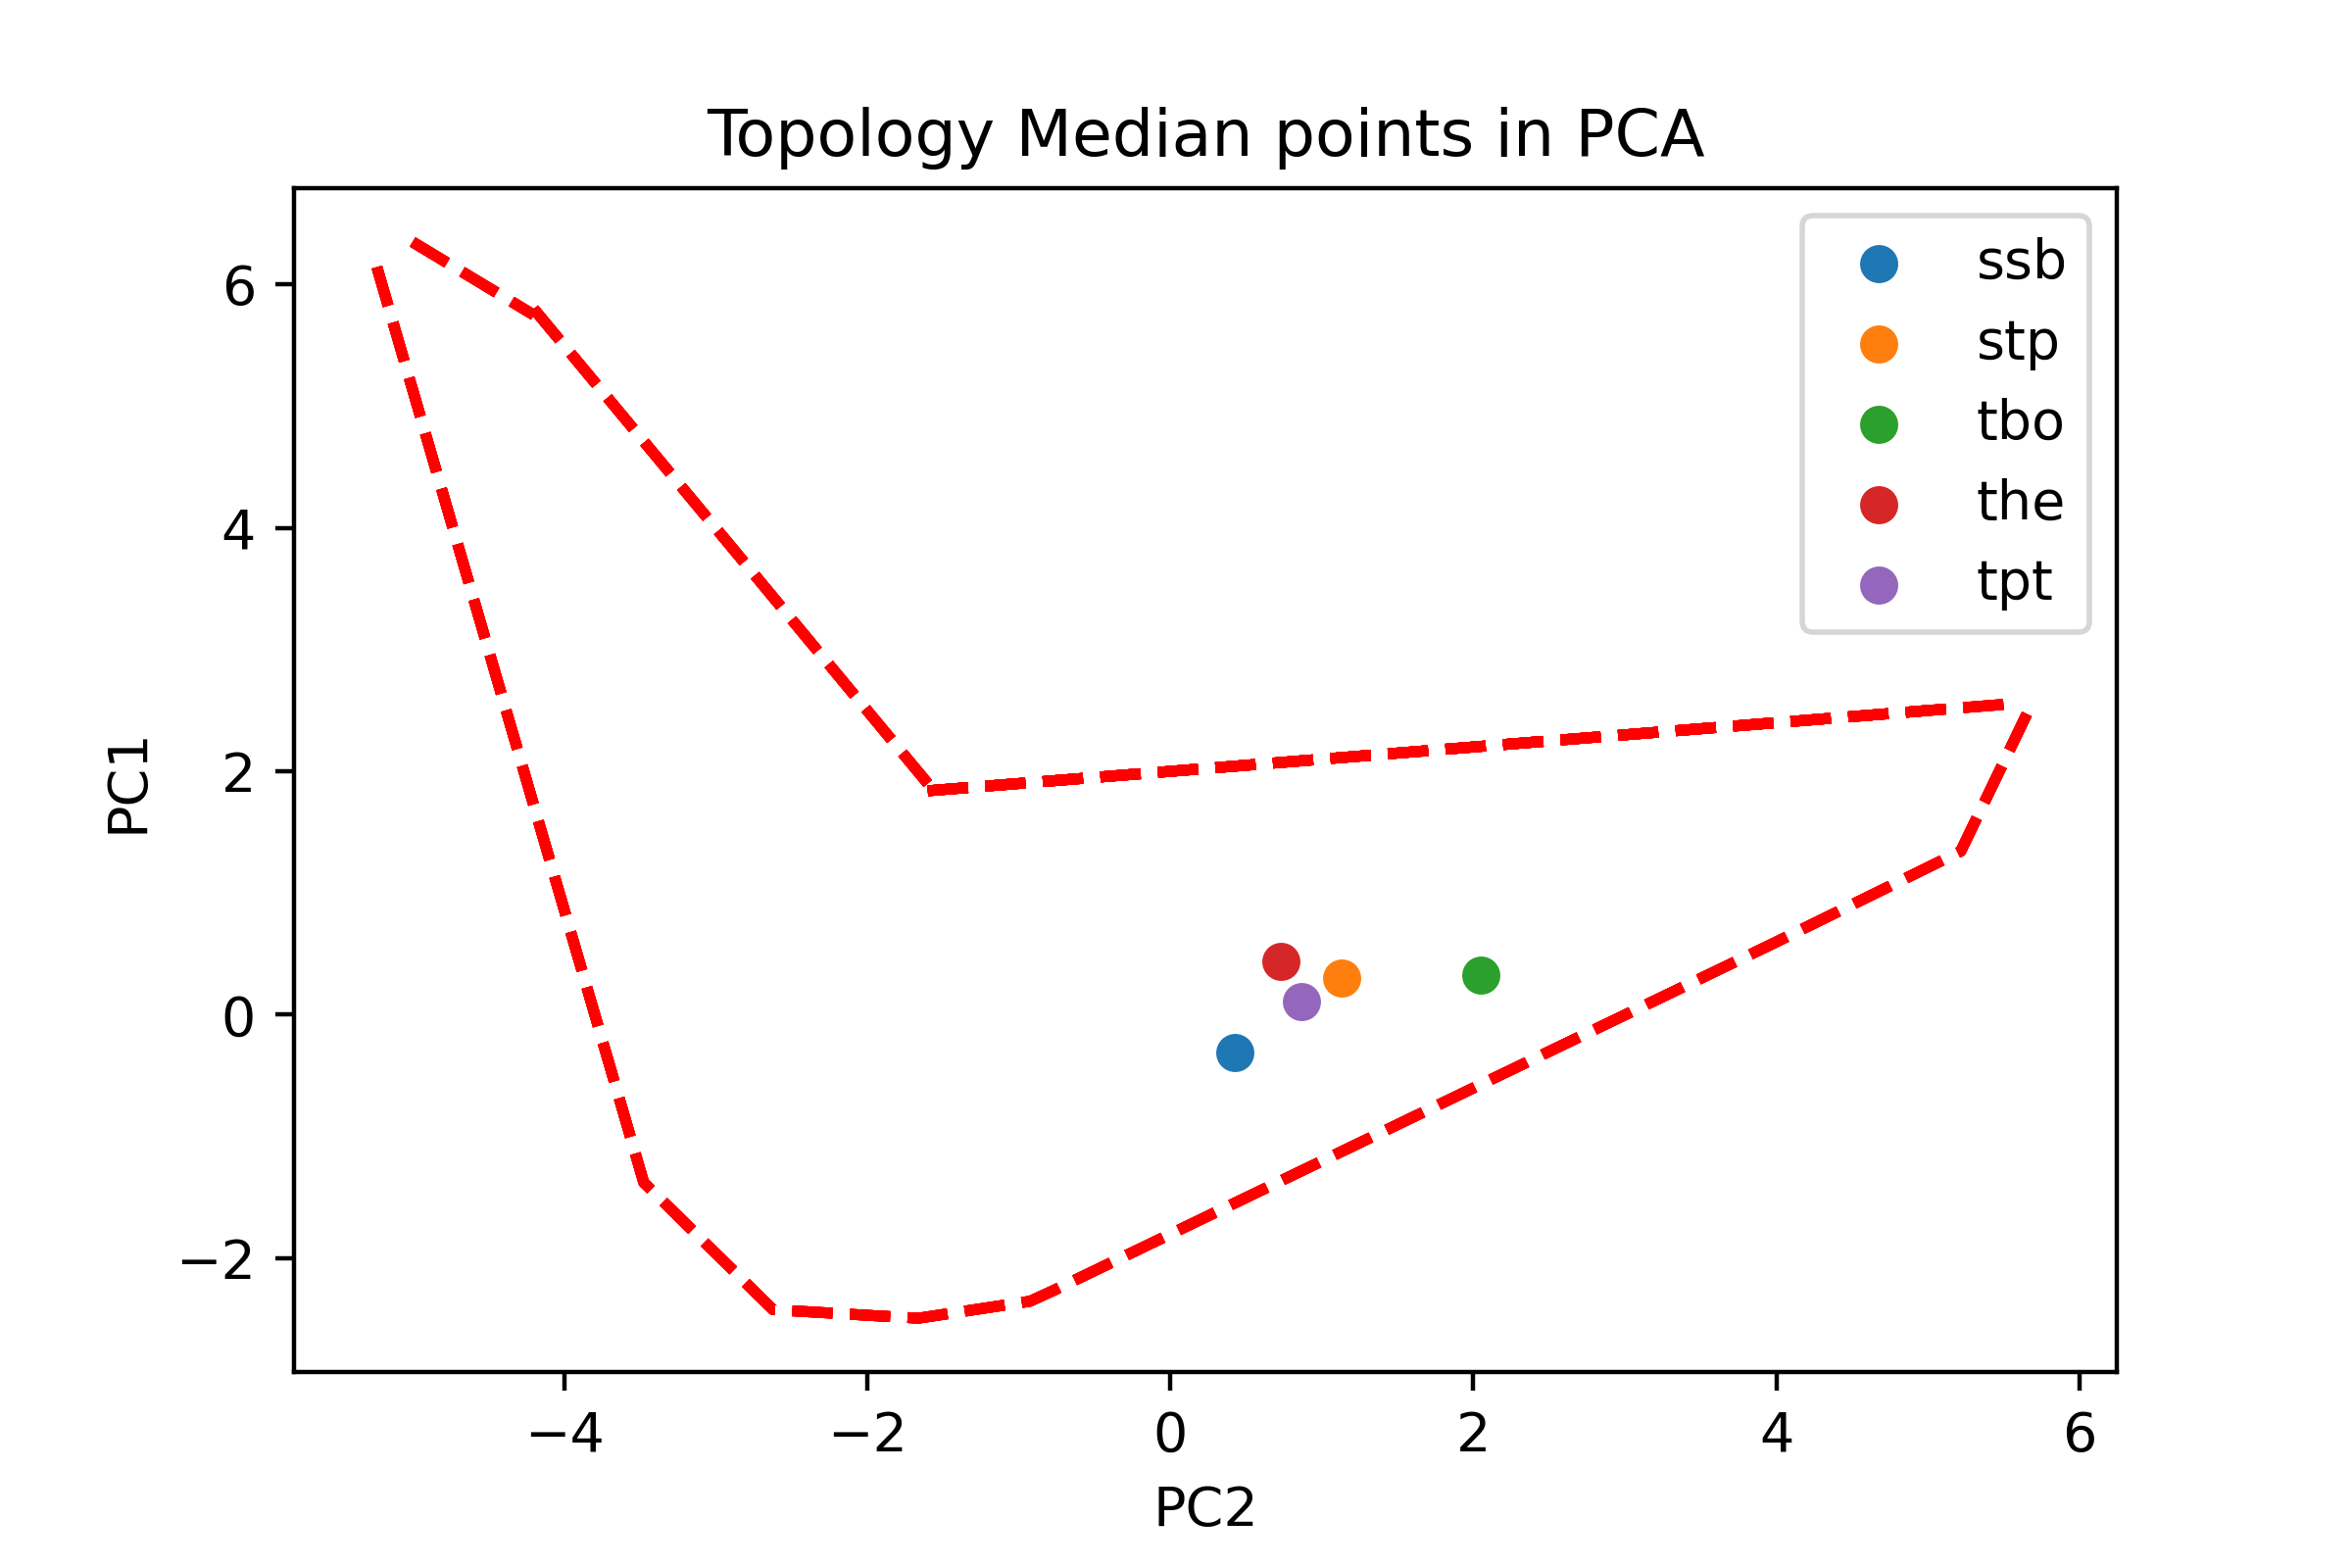 Topology Median points in PCA
ssb
stp
tbo
the
tpt
6
4
2
0
−2
PC1
−4 −2 0 2 4 6
PC2